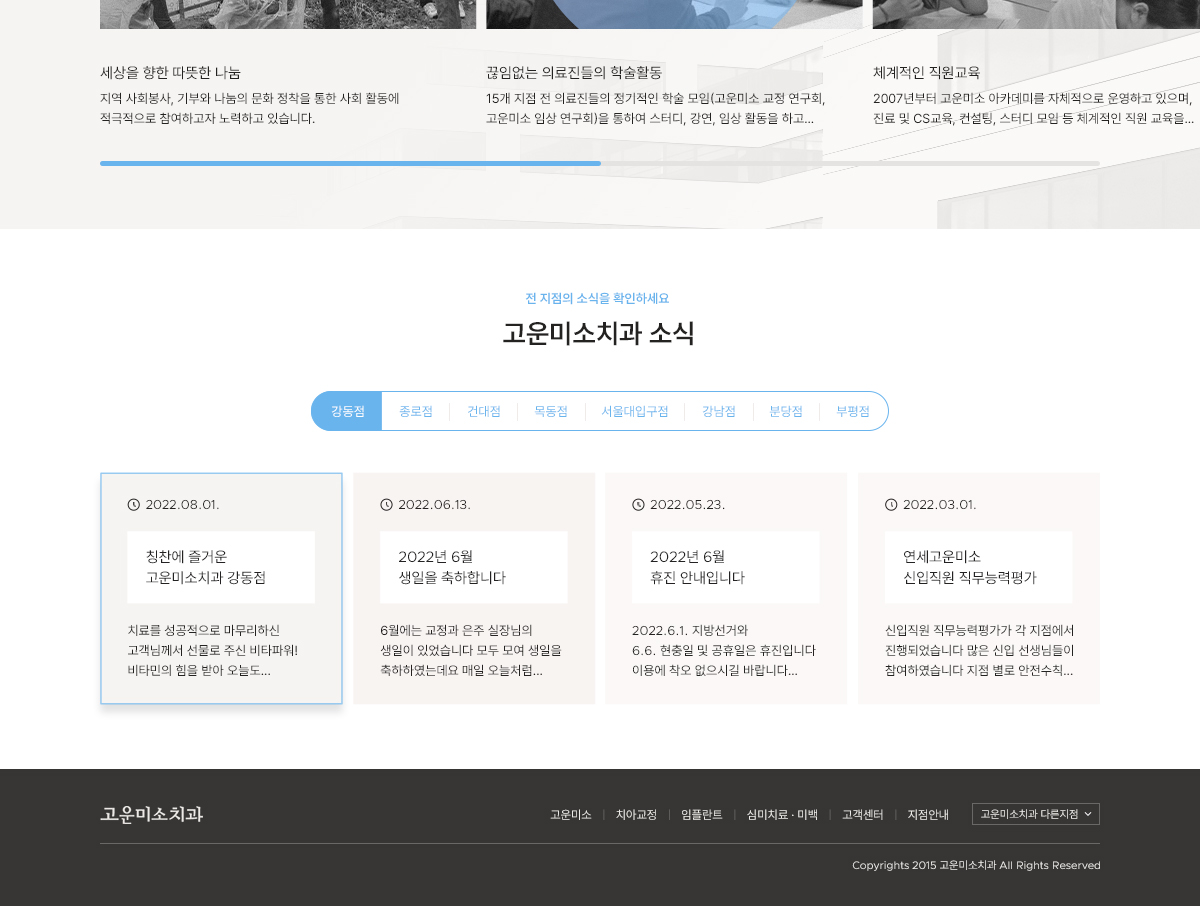 세상을 향한 따뜻한 나눔
지역 사회봉사, 기부와 나눔의 문화 정착을 통한 사회 활동에
적극적으로 참여하고자 노력하고 있습니다.
끊임없는 의료진들의 학술활동
15개 지점 전 의료진들의 정기적인 학술 모임(고운미소 교정 연구회,
고운미소 임상 연구회)을 통하여 스터디, 강연, 임상 활동을 하고...
체계적인 직원교육
2007년부터 고운미소 아카데미를 자체적으로 운영하고 있으며,
진료 및 CS교육, 컨설팅, 스터디 모임 등 체계적인 직원 교육을...
전 지점의 소식을 확인하세요
고운미소치과 소식
강동점 종로점 건대점 목동점 서울대입구점 강남점 분당점 부평점
2022.08.01.
칭찬에 즐거운
고운미소치과 강동점
치료를 성공적으로 마무리하신
고객님께서 선물로 주신 비타파워!
비타민의 힘을 받아 오늘도...
2022.06.13.
2022년 6월
생일을 축하합니다
6월에는 교정과 은주 실장님의
생일이 있었습니다 모두 모여 생일을
축하하였는데요 매일 오늘처럼...
2022.05.23.
2022년 6월
휴진 안내입니다
2022.6.1. 지방선거와
6.6. 현충일 및 공휴일은 휴진입니다
이용에 착오 없으시길 바랍니다...
2022.03.01.
연세고운미소
신입직원 직무능력평가
신입직원 직무능력평가가 각 지점에서
진행되었습니다 많은 신입 선생님들이
참여하였습니다 지점 별로 안전수칙...
고운미소치과
고운미소 | 치아교정 | 임플란트 | 심미치료 · 미백 | 고객센터 | 지점안내
고운미소치과 다른지점
Copyrights 2015 고운미소치과 All Rights Reserved